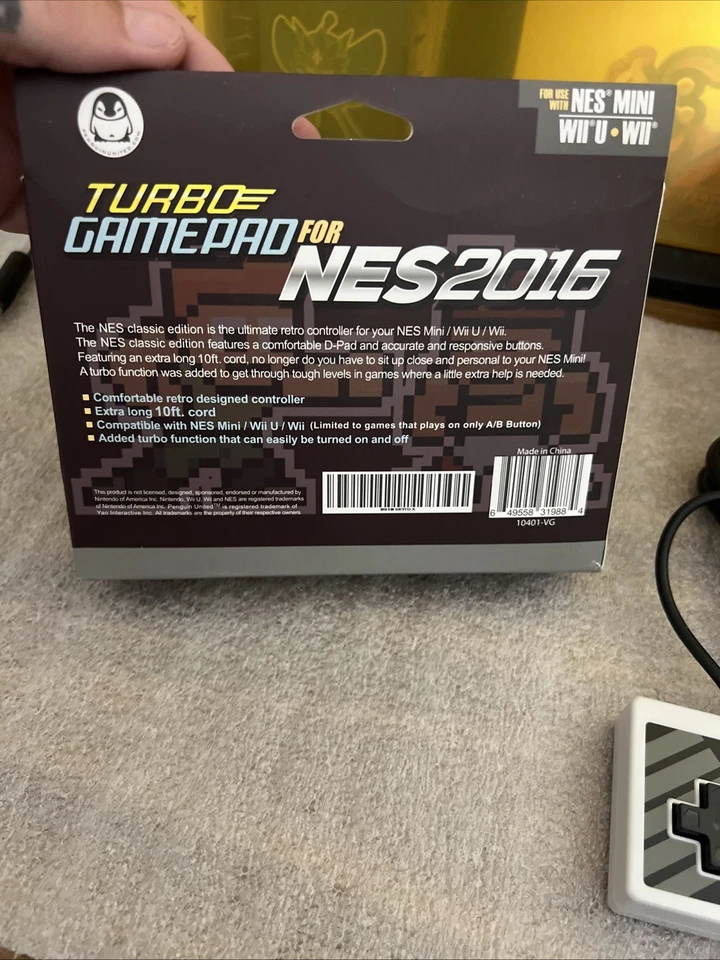 PENGUINUNITED.COM
FOR USE WITH NES® MINI
WII®U • WII®
TURBO
GAMEPAD FOR
NES2016
The NES classic edition is the ultimate retro controller for your NES Mini / Wii U / Wii.
The NES classic edition features a comfortable D-Pad and accurate and responsive buttons.
Featuring an extra long 10ft. cord, no longer do you have to sit up close and personal to your NES Mini!
A turbo function was added to get through tough levels in games where a little extra help is needed.
Comfortable retro designed controller
Extra long 10ft. cord
Compatible with NES Mini / Wii U / Wii (Limited to games that plays on only A/B Button)
Added turbo function that can easily be turned on and off
Made in China
This product is not licensed, designed, sponsored, endorsed or manufactured by
Nintendo of America Inc. Nintendo, Wii U, Wii and NES are registered trademarks
of Nintendo of America Inc. Penguin United™ is registered trademark of
Yao Interactive Inc. All trademarks are the property of their respective owners.
6 49558 31988 4
10401-VG